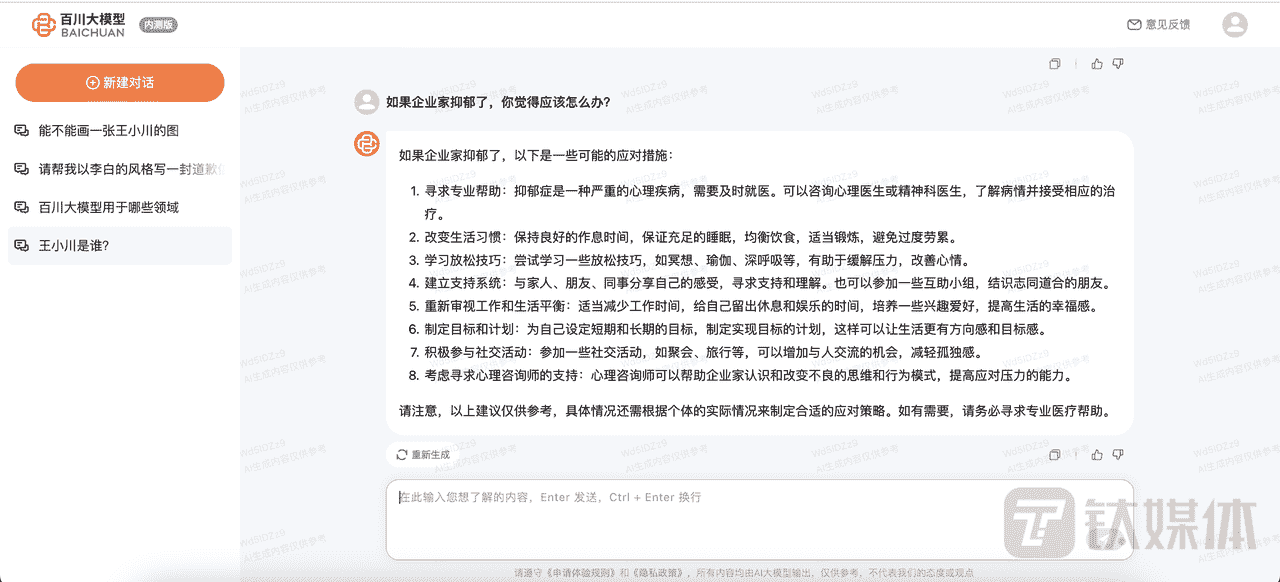 百川大模型
BAICHUAN
内测版
意见反馈
新建对话
能不能画一张王小川的图
请帮我以李白的风格写一封道歉
百川大模型用于哪些领域
王小川是谁?
如果企业家抑郁了，你觉得应该怎么办?
如果企业家抑郁了，以下是一些可能的应对措施：
1. 寻求专业帮助：抑郁症是一种严重的心理疾病，需要及时就医。可以咨询心理医生或精神科医生，了解病情并接受相应的治
疗。
2. 改变生活习惯：保持良好的作息时间，保证充足的睡眠，均衡饮食，适当锻炼，避免过度劳累。
3. 学习放松技巧：尝试学习一些放松技巧，如冥想、瑜伽、深呼吸等，有助于缓解压力，改善心情。
4. 建立支持系统：与家人、朋友、同事分享自己的感受，寻求支持和理解。也可以参加一些互助小组，结识志同道合的朋友。
5. 重新审视工作和生活平衡：适当减少工作时间，给自己留出休息和娱乐的时间，培养一些兴趣爱好，提高生活的幸福感。
6. 制定目标和计划：为自己设定短期和长期的目标，制定实现目标的计划，这样可以让生活更有方向感和目标感。
7. 积极参与社交活动：参加一些社交活动，如聚会、旅行等，可以增加与人交流的机会，减轻孤独感。
8. 考虑寻求心理咨询师的支持：心理咨询师可以帮助企业家认识和改变不良的思维和行为模式，提高应对压力的能力。
请注意，以上建议仅供参考，具体情况还需根据个体的实际情况来制定合适的应对策略。如有需要，请务必寻求专业医疗帮助。
重新生成
在此输入您想了解的内容，Enter 发送，Ctrl + Enter 换行
钛媒体
请遵守《申请体验规则》和《隐私政策》，所有内容均由AI大模型输出，仅供参考，不代表我们的态度或观点
WdSIDZz9
AI生成内容仅供参考